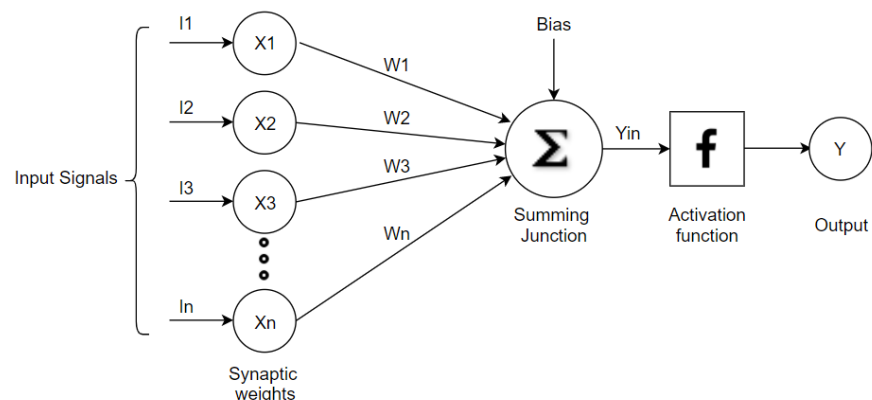 Input Signals
I1
X1
I2
X2
I3
X3
In
Xn
Synaptic
weights
W1
W2
W3
Wn
Bias
Σ
Summing
Junction
Yin
f
Activation
function
Y
Output